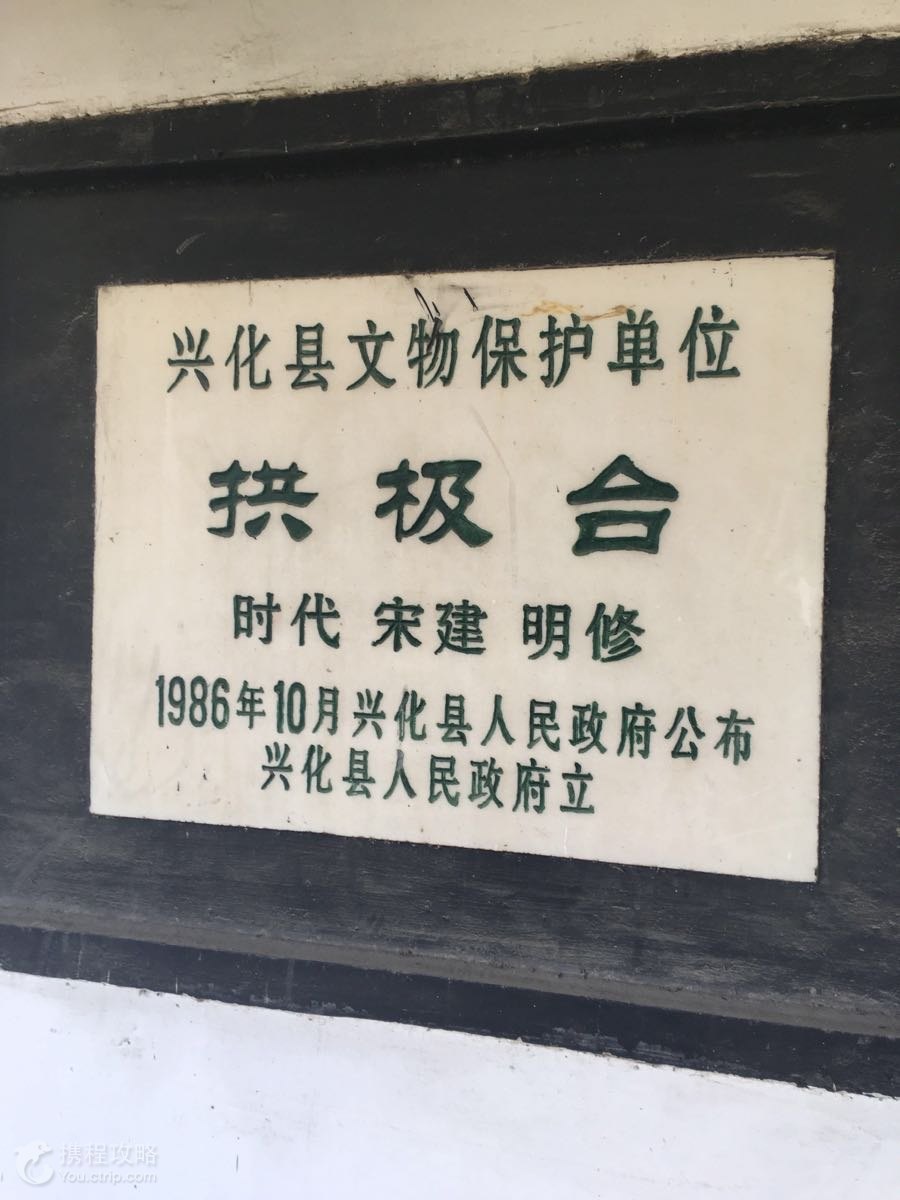 兴化县文物保护单位
拱极台
时代 宋建 明修
1986年10月兴化县人民政府公布
兴化县人民政府立
携程攻略
You.ctrip.com